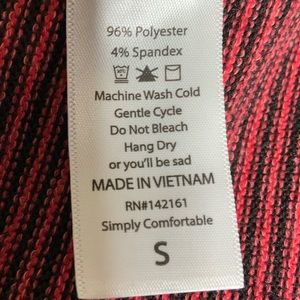 96% Polyester
4% Spandex
Machine Wash Cold
Gentle Cycle
Do Not Bleach
Hang Dry
or you'll be sad
MADE IN VIETNAM
RN#142161
Simply Comfortable
S